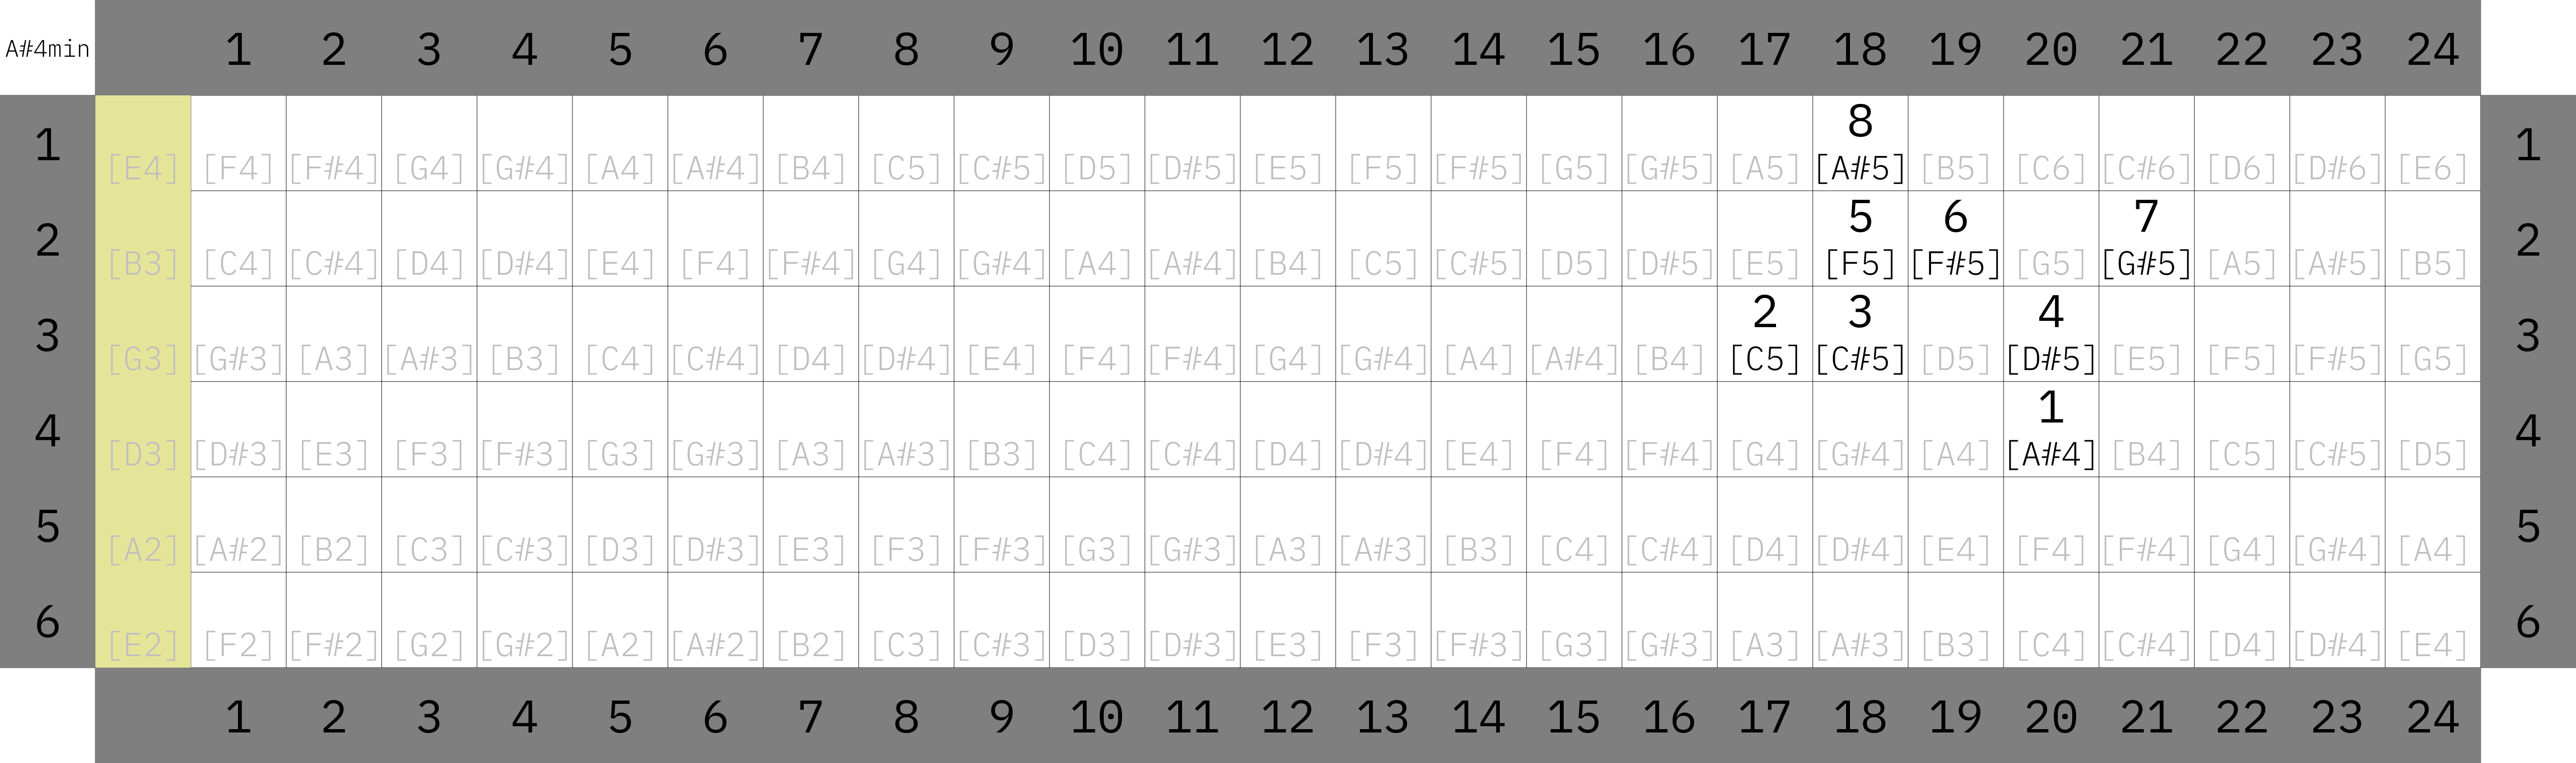 A#4min 1 2 3 4 5 6 7 8 9 10 11 12 13 14 15 16 17 18 19 20 21 22 23 24
8
1 [E4] [F4] [F#4] [G4] [G#4] [A4] [A#4] [B4] [C5] [C#5] [D5] [D#5] [E5] [F5] [F#5] [G5] [G#5] [A5] [A#5] [B5] [C6] [C#6] [D6] [D#6] [E6] 1
5 6 7
2 [B3] [C4] [C#4] [D4] [D#4] [E4] [F4] [F#4] [G4] [G#4] [A4] [A#4] [B4] [C5] [C#5] [D5] [D#5] [E5] [F5] [F#5] [G5] [G#5] [A5] [A#5] [B5] 2
2 3 4
3 [G3] [G#3] [A3] [A#3] [B3] [C4] [C#4] [D4] [D#4] [E4] [F4] [F#4] [G4] [G#4] [A4] [A#4] [B4] [C5] [C#5] [D5] [D#5] [E5] [F5] [F#5] [G5] 3
1
4 [D3] [D#3] [E3] [F3] [F#3] [G3] [G#3] [A3] [A#3] [B3] [C4] [C#4] [D4] [D#4] [E4] [F4] [F#4] [G4] [G#4] [A4] [A#4] [B4] [C5] [C#5] [D5] 4
5 [A2] [A#2] [B2] [C3] [C#3] [D3] [D#3] [E3] [F3] [F#3] [G3] [G#3] [A3] [A#3] [B3] [C4] [C#4] [D4] [D#4] [E4] [F4] [F#4] [G4] [G#4] [A4] 5
6 [E2] [F2] [F#2] [G2] [G#2] [A2] [A#2] [B2] [C3] [C#3] [D3] [D#3] [E3] [F3] [F#3] [G3] [G#3] [A3] [A#3] [B3] [C4] [C#4] [D4] [D#4] [E4] 6
1 2 3 4 5 6 7 8 9 10 11 12 13 14 15 16 17 18 19 20 21 22 23 24